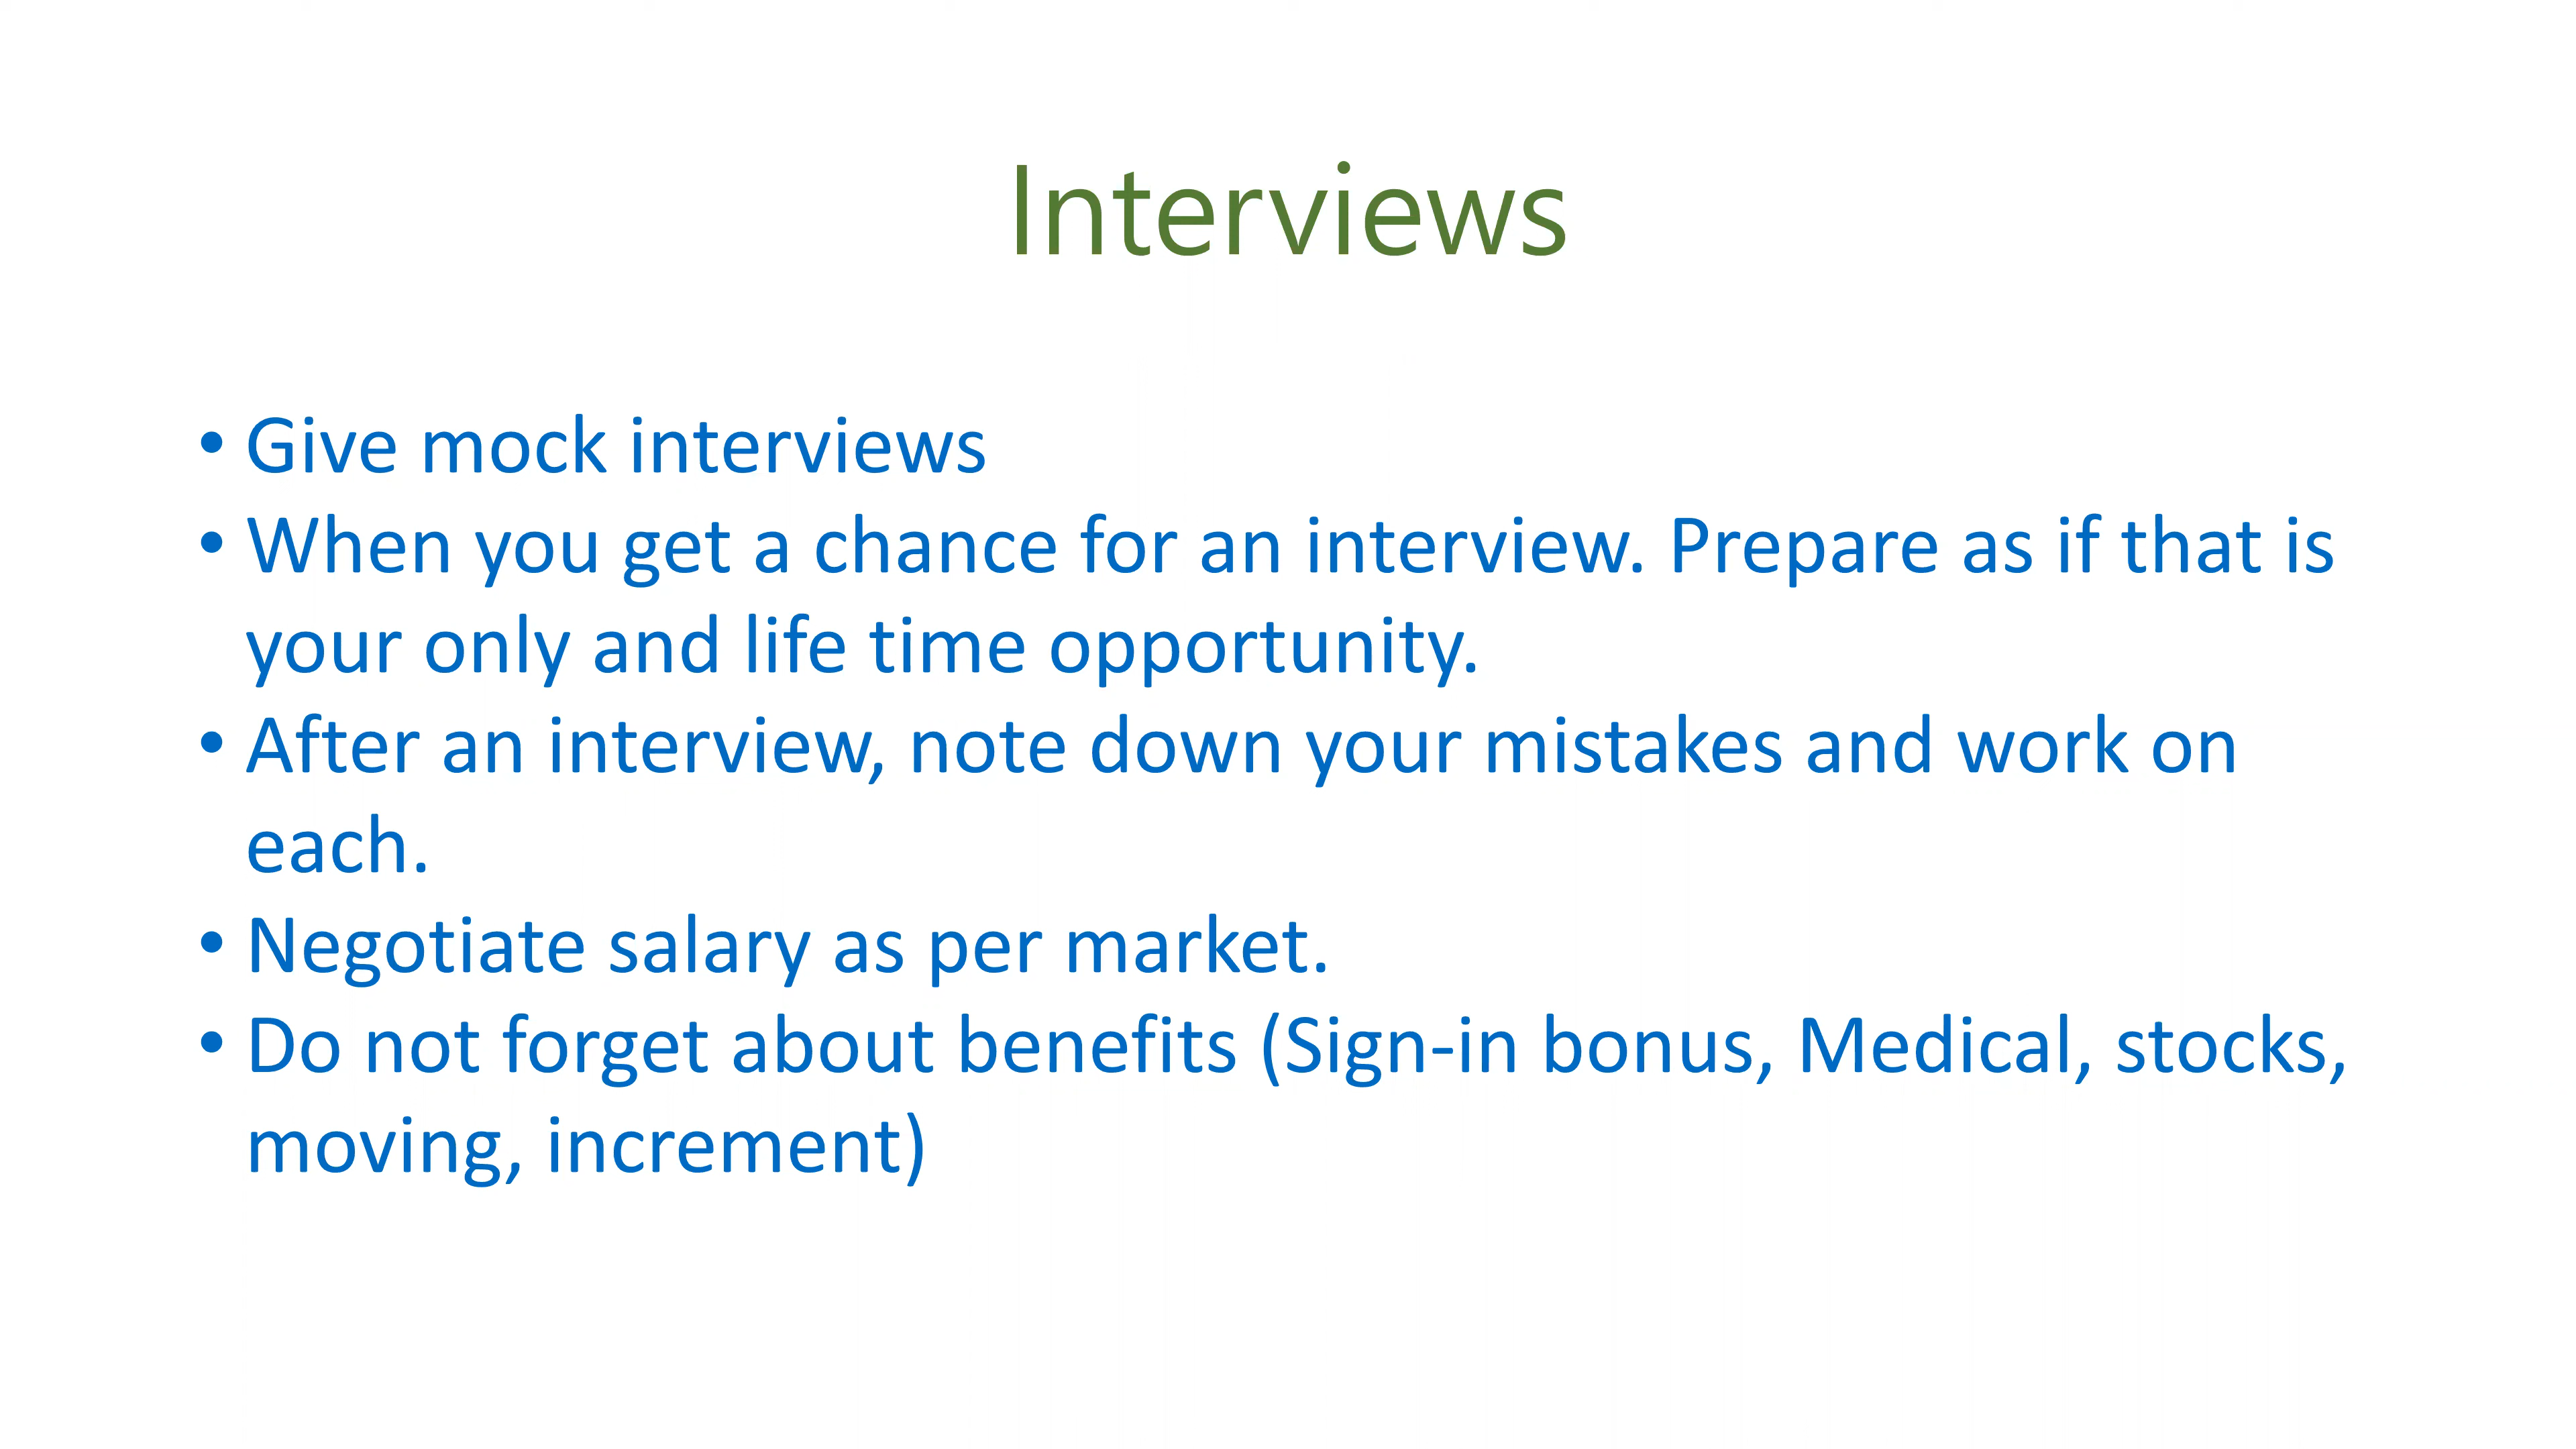 Interviews
• Give mock interviews
• When you get a chance for an interview. Prepare as if that is
your only and life time opportunity.
• After an interview, note down your mistakes and work on
each.
• Negotiate salary as per market.
• Do not forget about benefits (Sign-in bonus, Medical, stocks,
moving, increment)